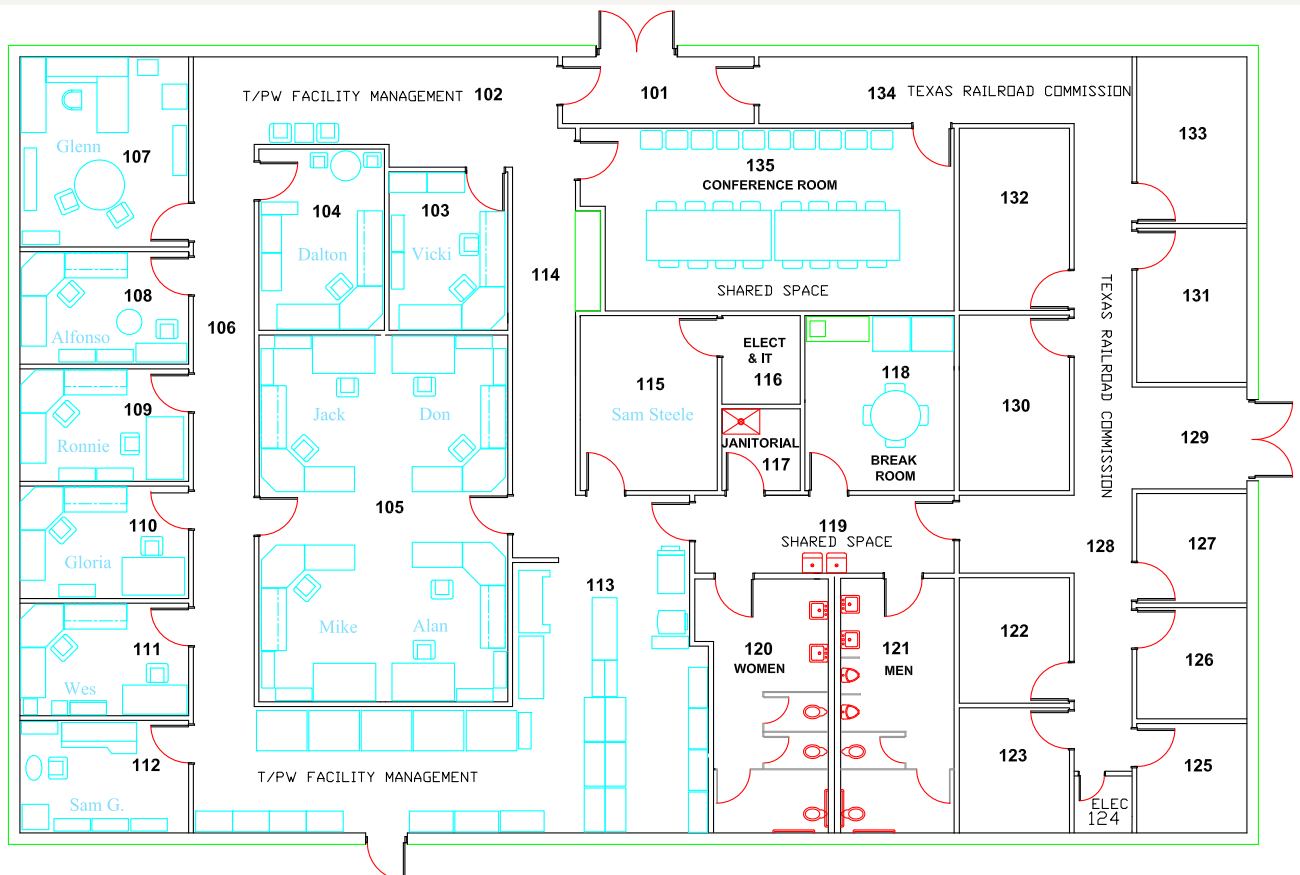 T/PW FACILITY MANAGEMENT 102
101
134 TEXAS RAILROAD COMMISSION
133
Glenn
107
135
CONFERENCE ROOM
104
103
132
Dalton
Vicki
114
SHARED SPACE
131
108
Alfonso
106
TEXAS RAILROAD COMMISSION
ELECT
& IT
116
118
115
Sam Steele
109
Ronnie
Jack
Don
130
129
JANITORIAL
117
BREAK
ROOM
105
110
Gloria
119
SHARED SPACE
128
127
113
Mike
Alan
122
111
Wes
120
WOMEN
121
MEN
126
112
Sam G.
T/PW FACILITY MANAGEMENT
123
125
ELEC
124